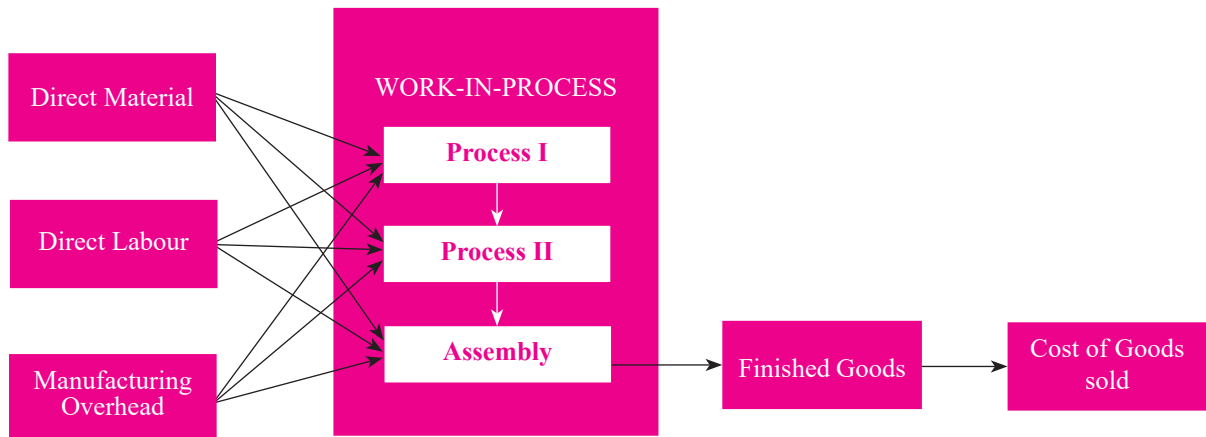 Direct Material
Direct Labour
Manufacturing
Overhead
WORK-IN-PROCESS
Process I
Process II
Assembly
Finished Goods
Cost of Goods
sold